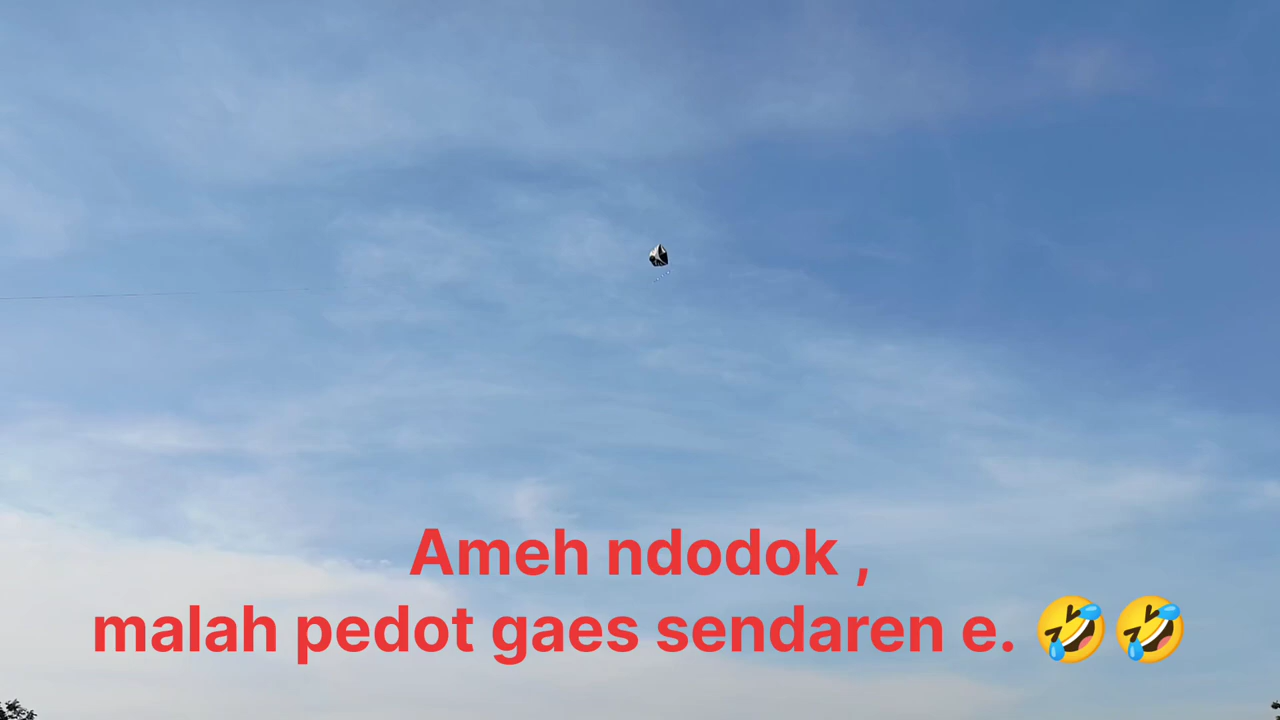 Ameh ndodok ,
malah pedot gaes sendaren e. 🤣🤣